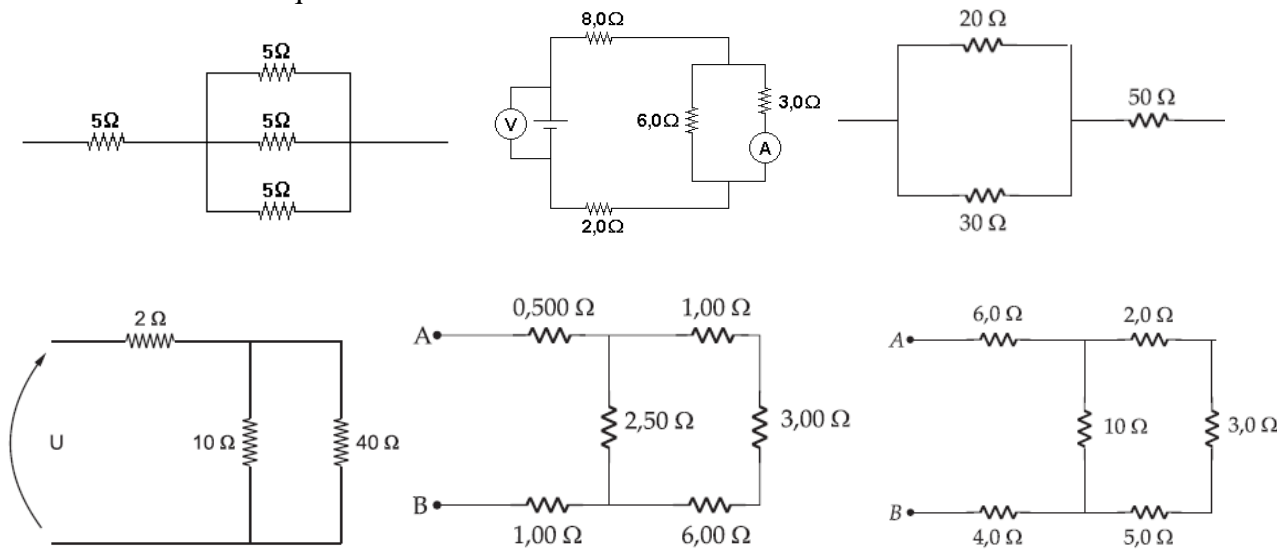 8,0Ω
20 Ω
5Ω
5Ω
5Ω
5Ω
V
6,0Ω
3,0Ω
A
50 Ω
2,0Ω
30 Ω
2 Ω
U
10 Ω
40 Ω
0,500 Ω
1,00 Ω
A
2,50 Ω
3,00 Ω
B
1,00 Ω
6,00 Ω
6,0 Ω
2,0 Ω
A
10 Ω
3,0 Ω
B
4,0 Ω
5,0 Ω